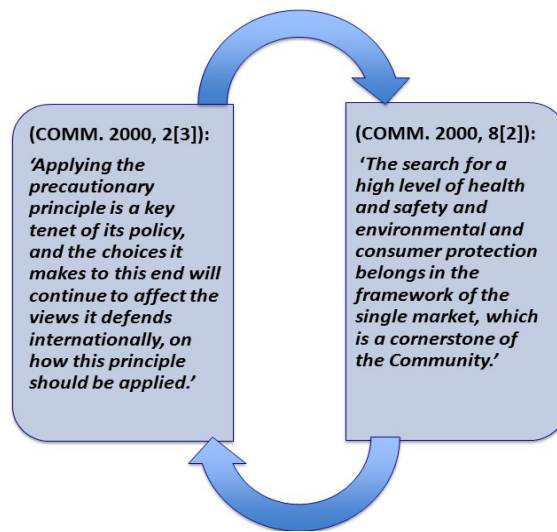 (COMM. 2000, 2[3]):
‘Applying the
precautionary
principle is a key
tenet of its policy,
and the choices it
makes to this end will
continue to affect the
views it defends
internationally, on
how this principle
should be applied.’
(COMM. 2000, 8[2]):
‘The search for a
high level of health
and safety and
environmental and
consumer protection
belongs in the
framework of the
single market, which
is a cornerstone of
the Community.’